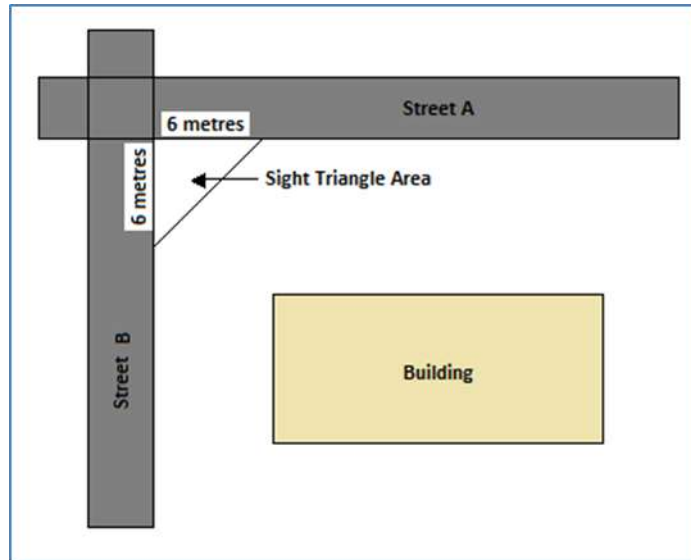 Street A
6 metres
6 metres
Sight Triangle Area
Building
Street B